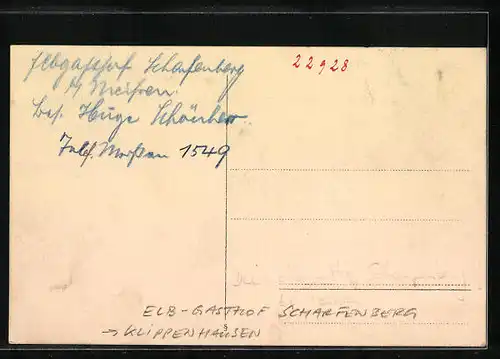 Elbgasthof Scharfenberg
b/ Meißen.
Bes. Hugo Schönherr
Telef. Meißen 1549
22928
ELB-GASTHOF SCHARFENBERG
→ KLIPPENHAUSEN